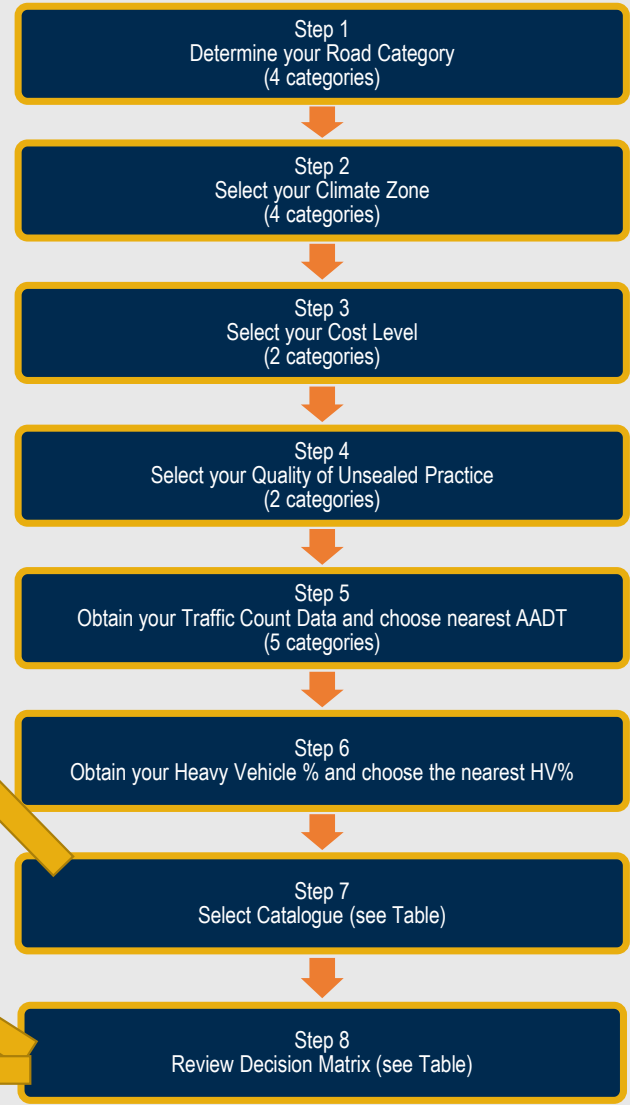 Step 1
Determine your Road Category
(4 categories)
Step 2
Select your Climate Zone
(4 categories)
Step 3
Select your Cost Level
(2 categories)
Step 4
Select your Quality of Unsealed Practice
(2 categories)
Step 5
Obtain your Traffic Count Data and choose nearest AADT
(5 categories)
Step 6
Obtain your Heavy Vehicle % and choose the nearest HV%
Step 7
Select Catalogue (see Table)
Step 8
Review Decision Matrix (see Table)